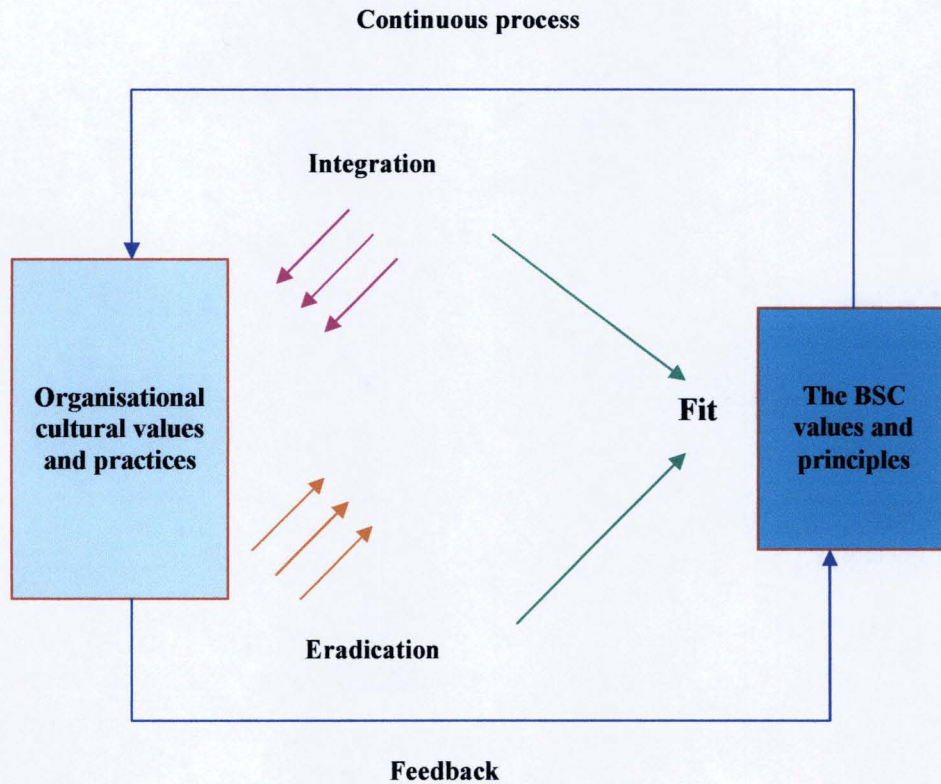 Continuous process
Integration
Organisational
cultural values
and practices
Fit
The BSC
values and
principles
Eradication
Feedback